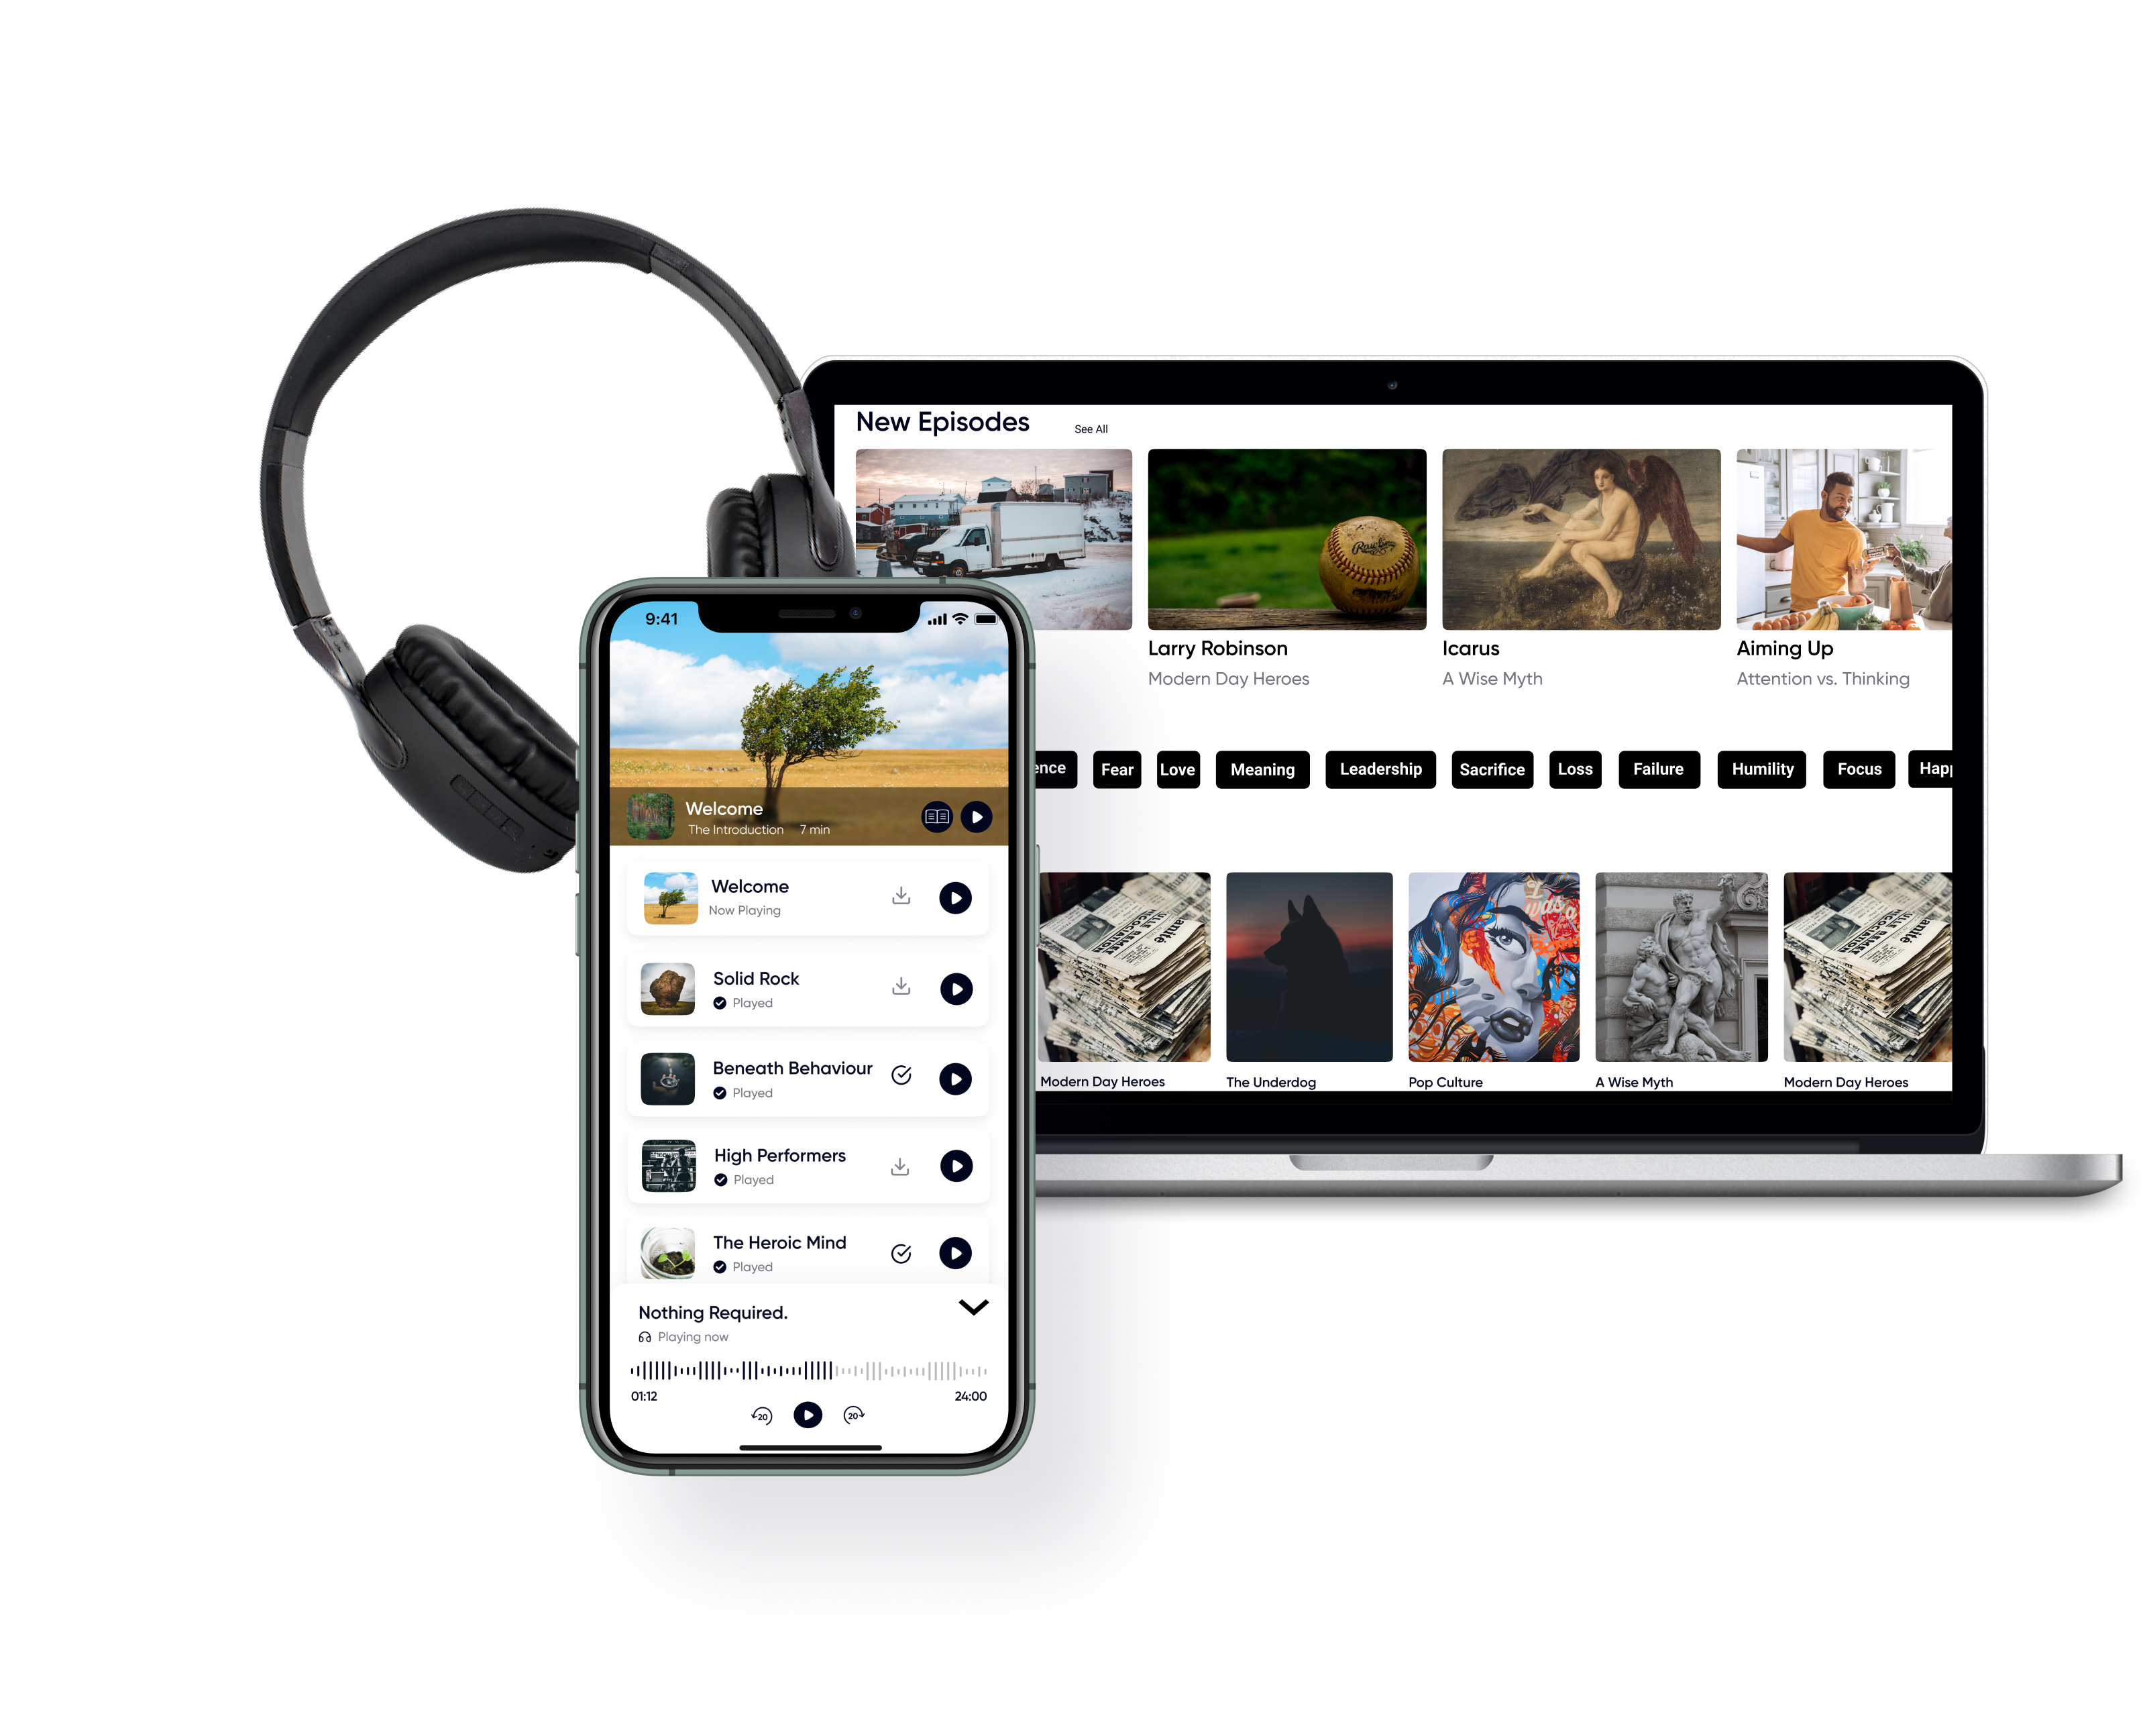 New Episodes
See All
Rawlings
Larry Robinson
Modern Day Heroes
Icarus
A Wise Myth
Aiming Up
Attention vs. Thinking
Fear
Love
Meaning
Leadership
Sacrifice
Loss
Failure
Humility
Focus
Modern Day Heroes
The Underdog
Pop Culture
A Wise Myth
Modern Day Heroes
9:41
Welcome
The Introduction 7 min
Welcome
Now Playing
Solid Rock
Played
Beneath Behaviour
Played
High Performers
Played
The Heroic Mind
Played
Nothing Required.
Playing now
01:12
24:00
20
20